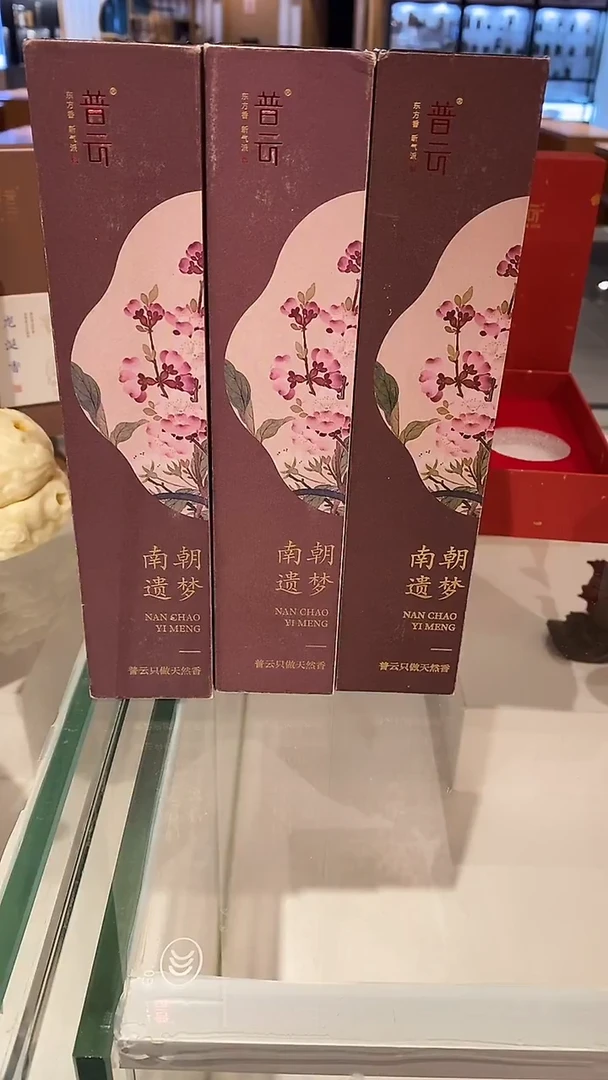 普云®
东方香 新气派
南朝
遗梦
NAN CHAO
YI MENG
普云只做天然香
普云®
东方香 新气派
南朝
遗梦
NAN CHAO
YI MENG
普云只做天然香
普云®
东方香 新气派
南朝
遗梦
NAN CHAO
YI MENG
普云只做天然香